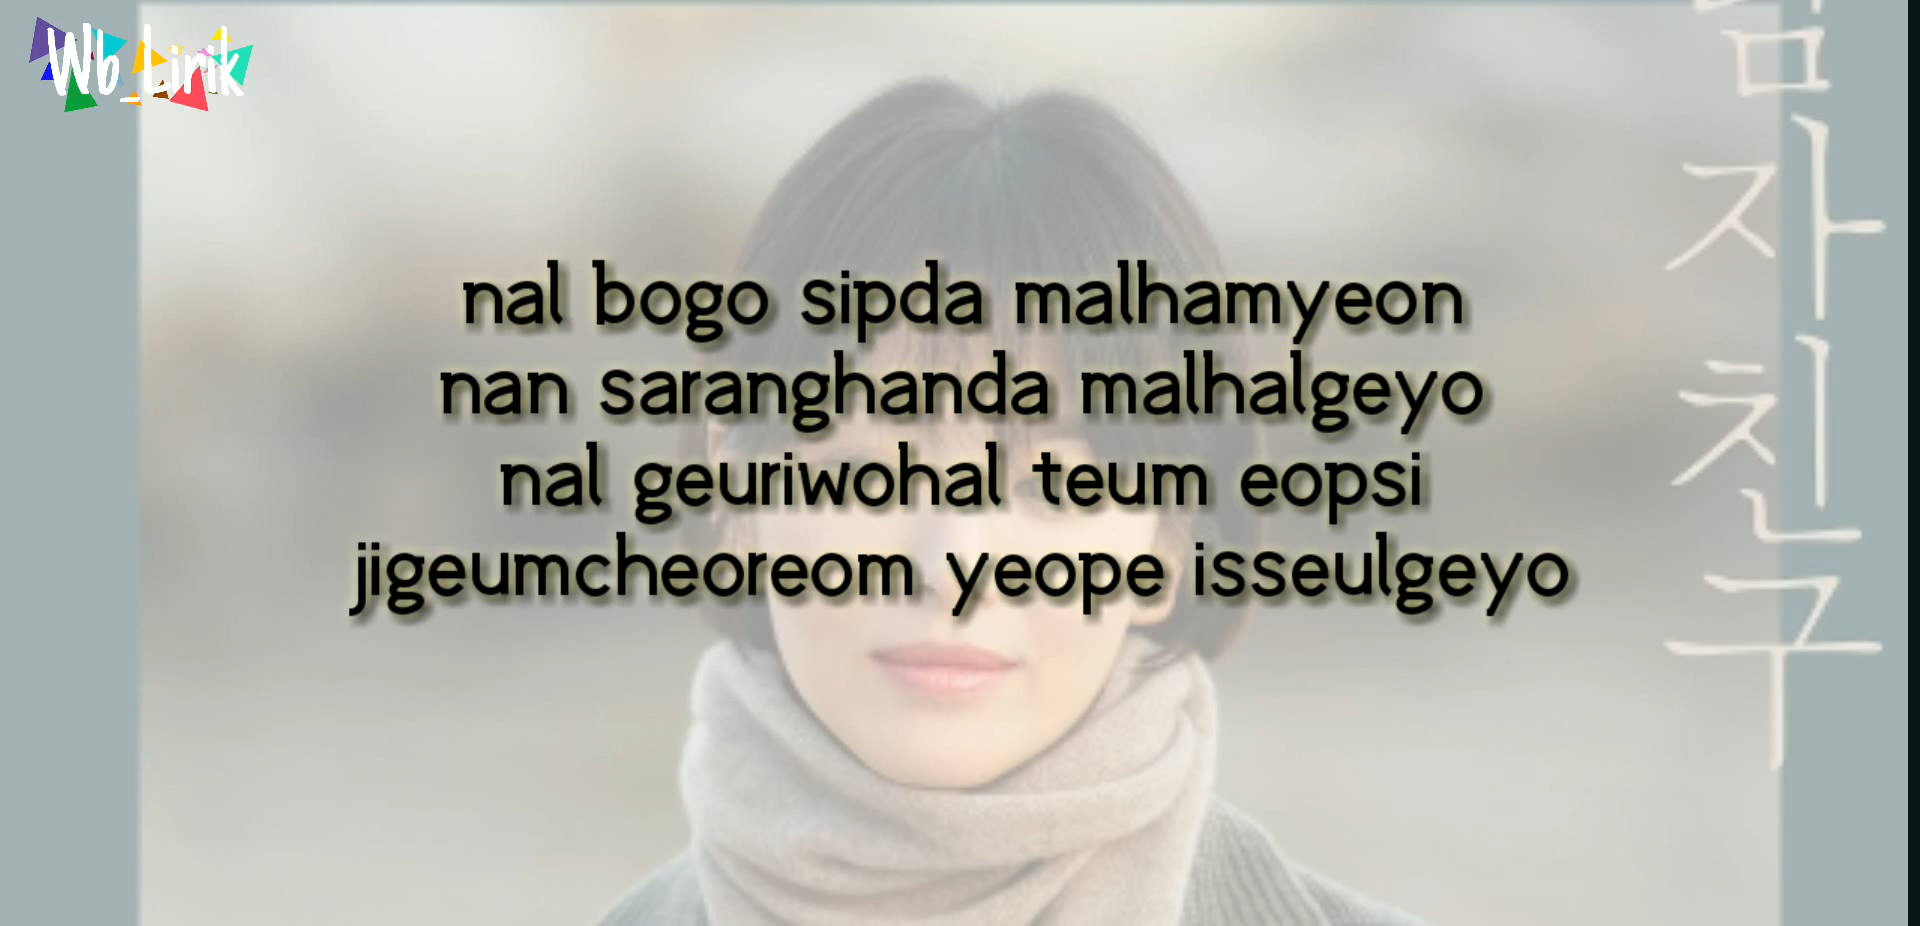 Wb_Lirik
nal bogo sipda malhamyeon
nan saranghanda malhalgeyo
nal geuriwohal teum eopsi
jigeumcheoreom yeope isseulgeyo
자친구